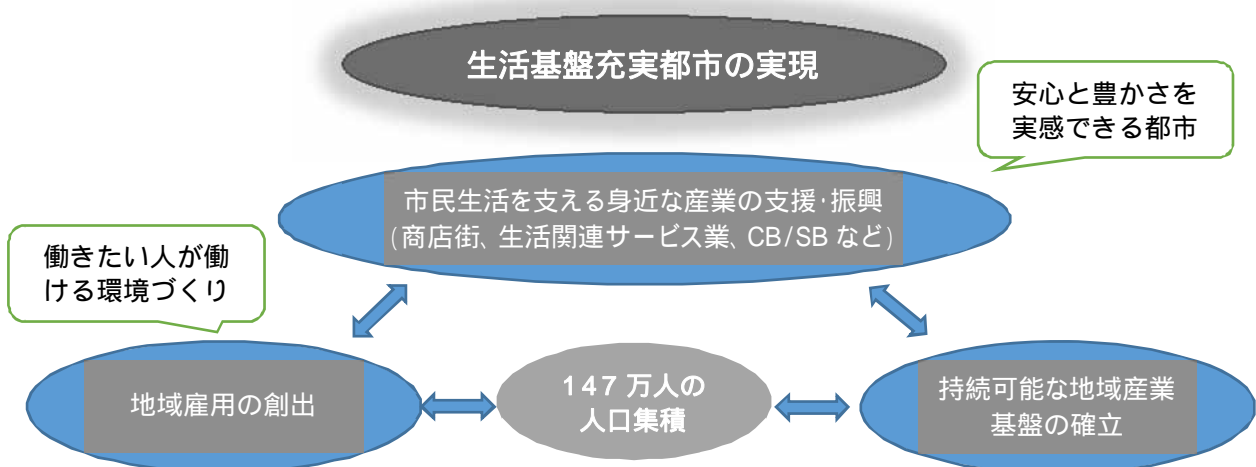 生活基盤充実都市の実現
安心と豊かさを
実感できる都市
市民生活を支える身近な産業の支援・振興
(商店街、生活関連サービス業、CB/SB など)
働きたい人が働
ける環境づくり
地域雇用の創出
147 万人の
人口集積
持続可能な地域産業
基盤の確立